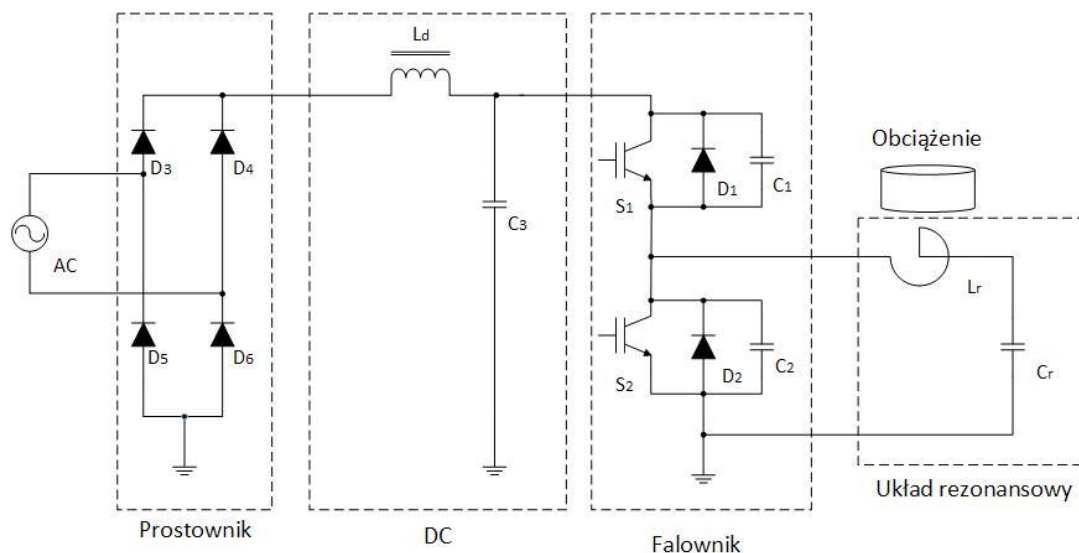 Ld
Obciążenie
D3
D4
D1
C1
S1
C3
AC
Lr
D5
D6
D2
C2
S2
Cr
Układ rezonansowy
Prostownik
DC
Falownik